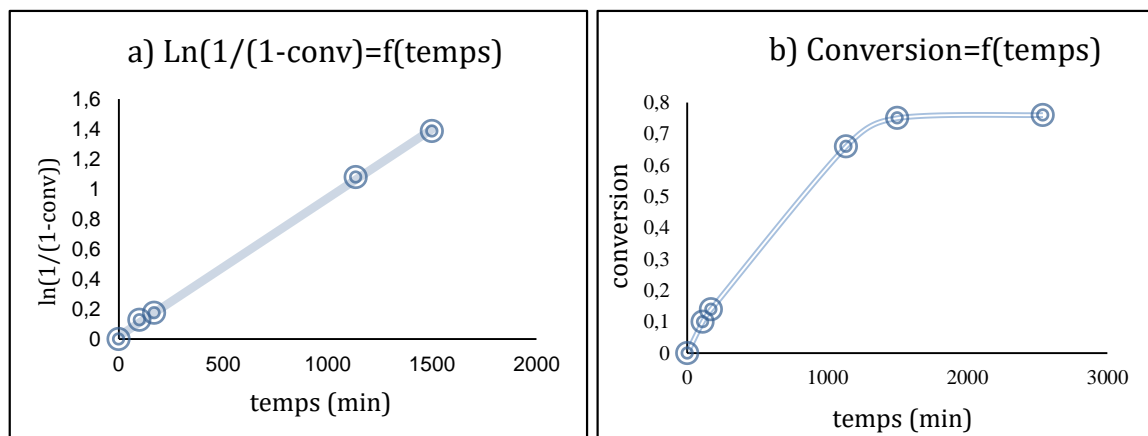 a) Ln(1/(1-conv)=f(temps)
1,6
1,4
1,2
1
0,8
0,6
0,4
0,2
0
ln(1/(1-conv))
0 500 1000 1500 2000
temps (min)
b) Conversion=f(temps)
0,8
0,7
0,6
0,5
0,4
0,3
0,2
0,1
0
conversion
0 1000 2000 3000
temps (min)